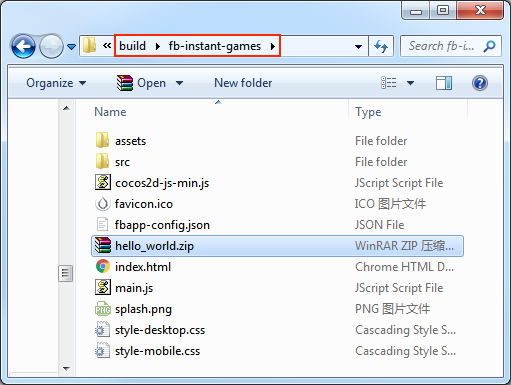 « build fb-instant-games Search fb-i...
Organize Open New folder
Name Type
assets File folder
src File folder
cocos2d-js-min.js JScript Script File
favicon.ico ICO 图片文件
fbapp-config.json JSON File
hello_world.zip WinRAR ZIP 压缩...
index.html Chrome HTML D...
main.js JScript Script File
splash.png PNG 图片文件
style-desktop.css Cascading Style S...
style-mobile.css Cascading Style S...